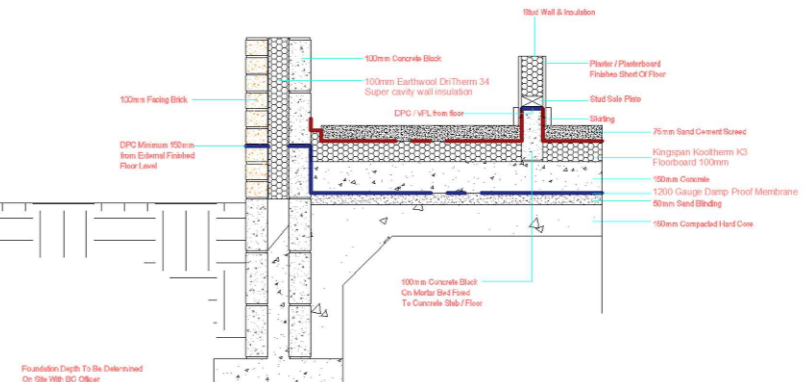 Stud Wall & Insulation
100mm Concrete Block
Plaster / Plasterboard
Finishes Short Of Floor
100mm Earthwool DriTherm 34
Super cavity wall insulation
100mm Facing Brick
Stud Sole Plate
DPC / VPL from floor
Skirting
75mm Sand Cement Screed
DPC Minimum 150mm
from External Finished
Floor Level
Kingspan Kooltherm K3
Floorboard 100mm
150mm Concrete
1200 Gauge Damp Proof Membrane
50mm Sand Blinding
150mm Compacted Hard Core
100mm Concrete Block
On Mortar Bed Fixed
To Concrete Slab / Floor
Foundation Depth To Be Determined
On Site With BC Officer